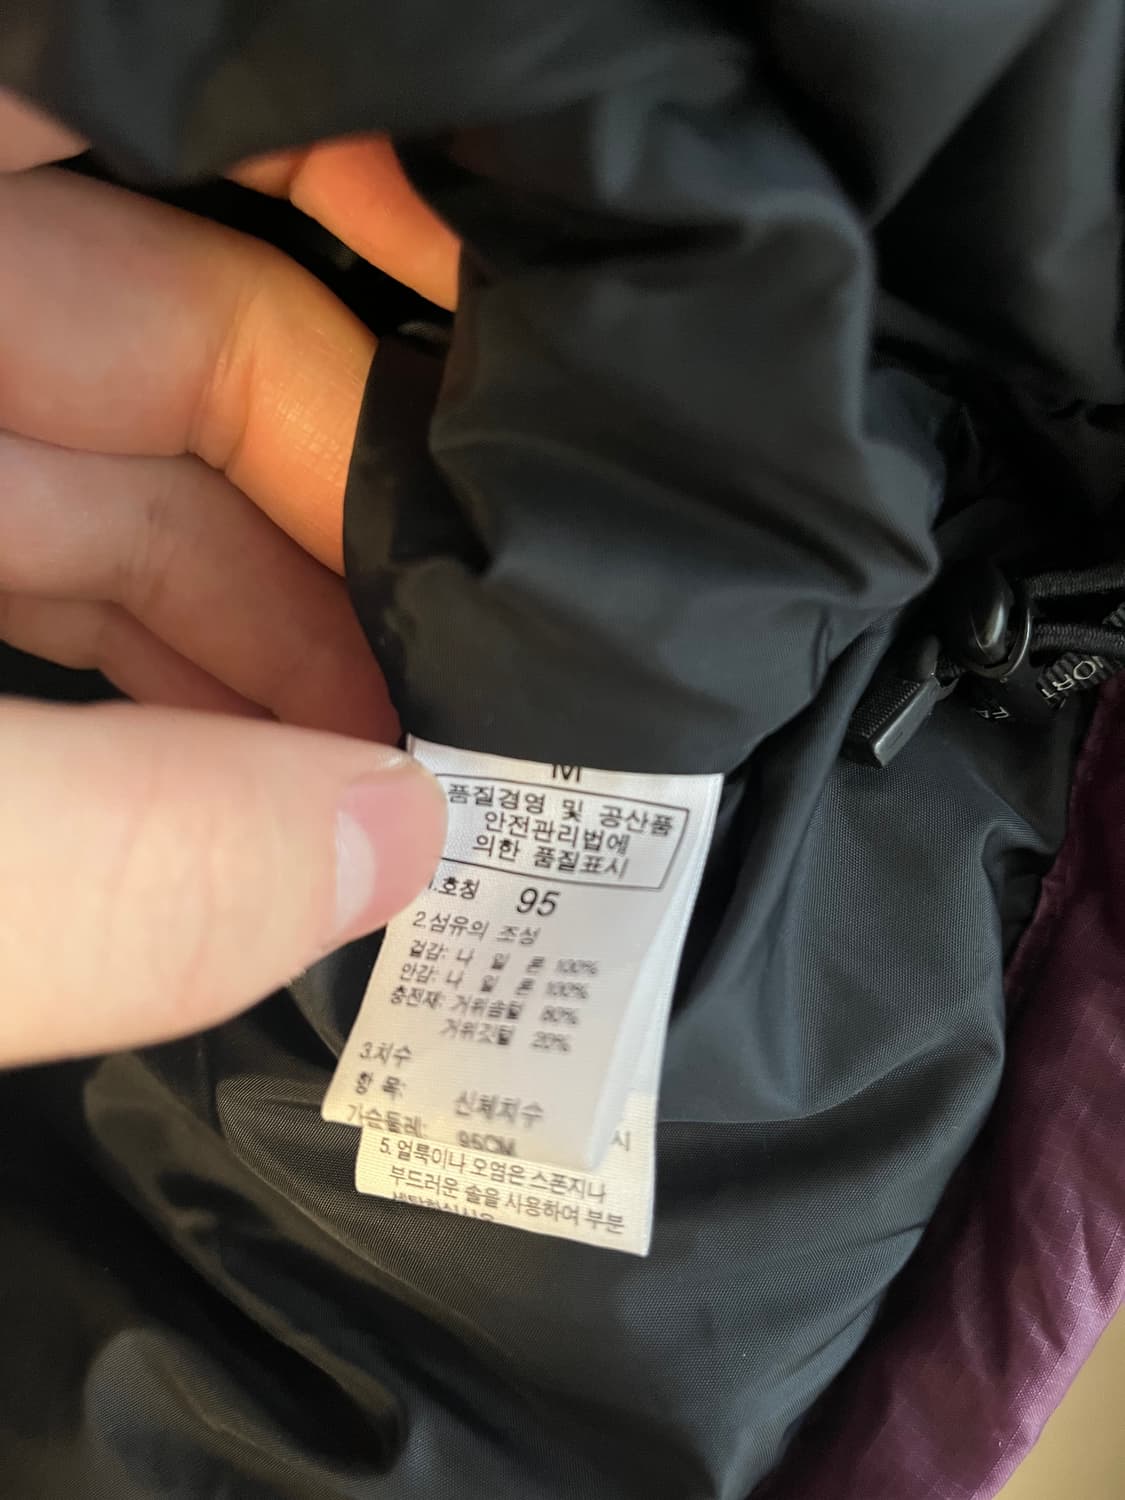 M
품질경영 및 공산품
안전관리법에
의한 품질표시
1.호칭 95
2.섬유의 조성
겉감: 나 일 론 100%
안감: 나 일 론 100%
충전재: 거위솜털 80%
거위깃털 20%
3.치수
항 목: 신체치수
가슴둘레: 95CM
시
5.얼룩이나 오염은 스폰지나
부드러운 솔을 사용하여 부분